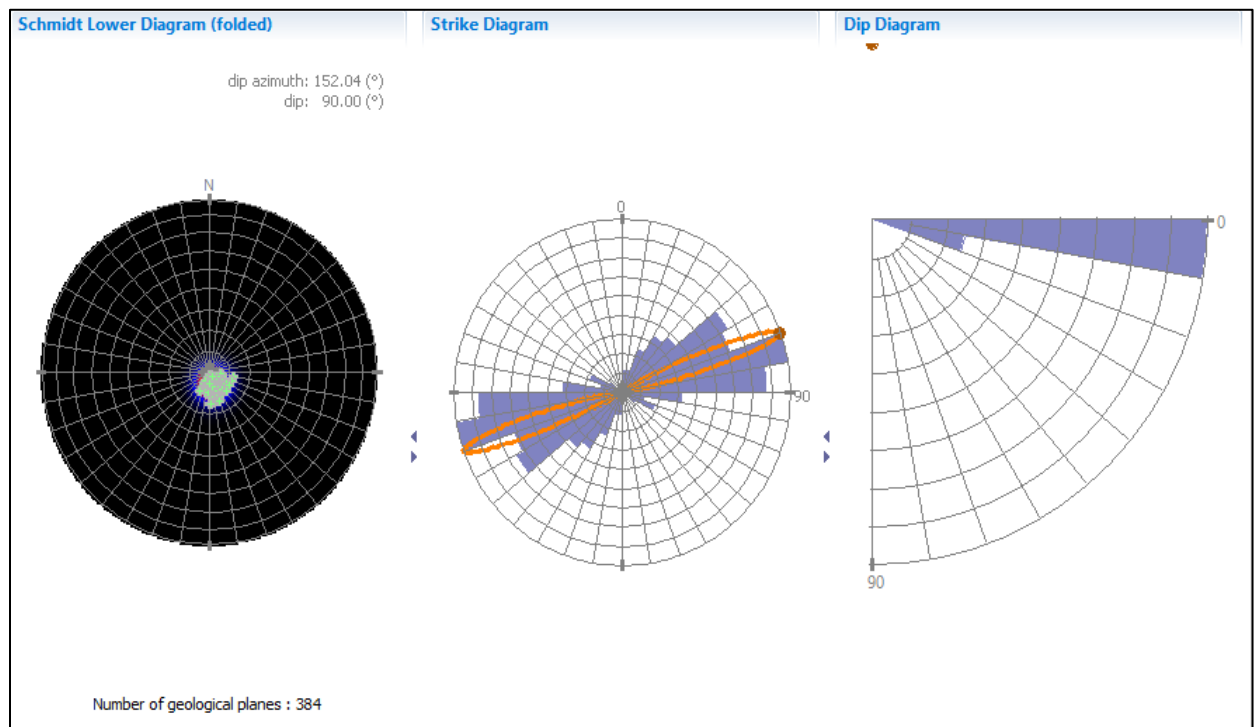 Schmidt Lower Diagram (folded)
Strike Diagram
Dip Diagram
dip azimuth: 152.04 (°)
dip: 90.00 (°)
N
0
90
0
90
Number of geological planes : 384